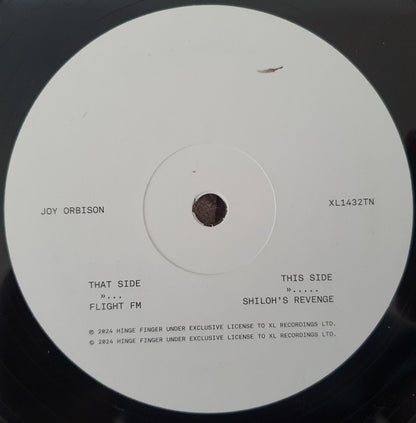 JOY ORBISON
XL1432TN
THAT SIDE
»...
FLIGHT FM
THIS SIDE
».....
SHILOH'S REVENGE
℗ 2024 HINGE FINGER UNDER EXCLUSIVE LICENSE TO XL RECORDINGS LTD.
© 2024 HINGE FINGER UNDER EXCLUSIVE LICENSE TO XL RECORDINGS LTD.